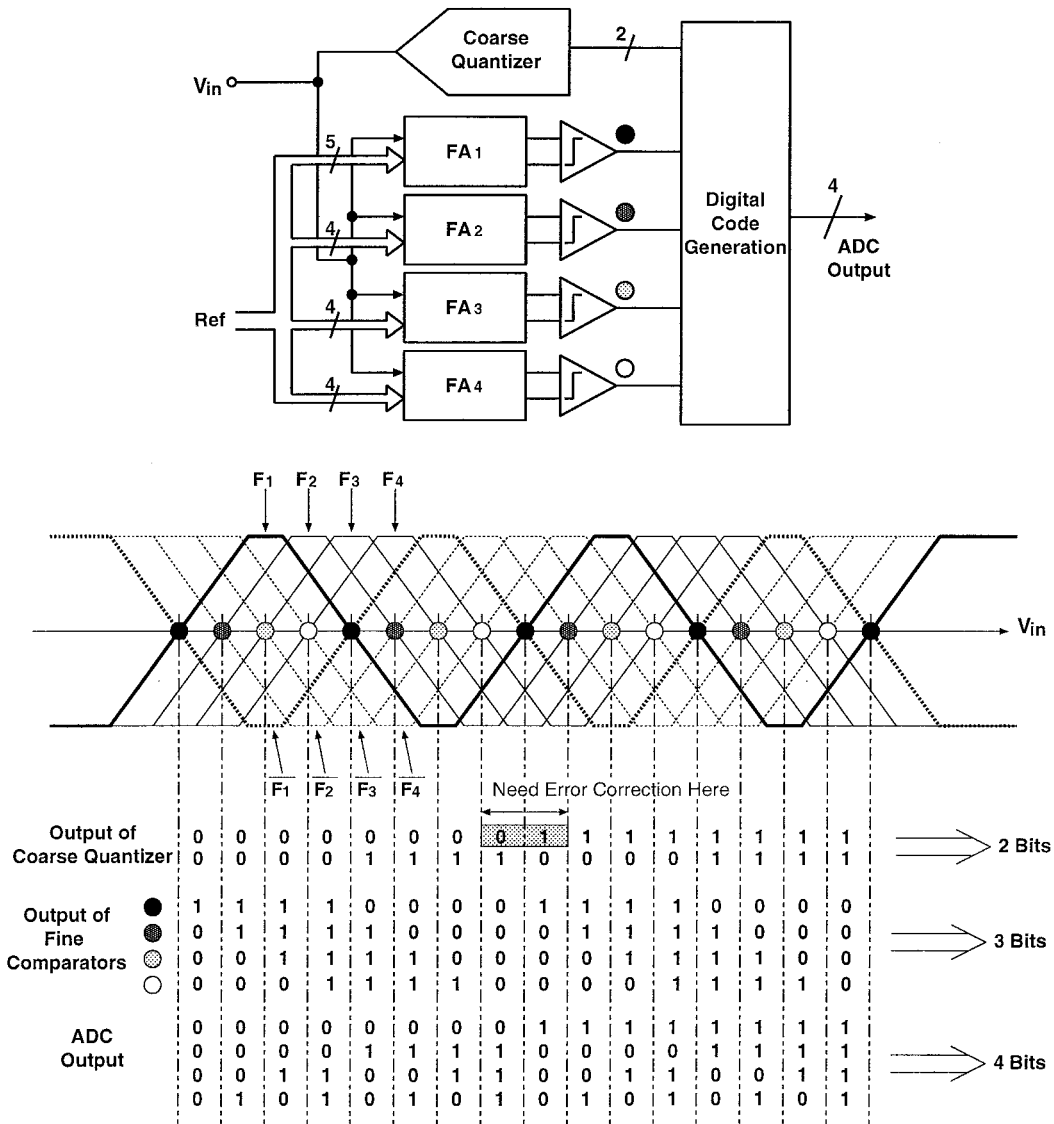 Coarse
Quantizer
2
Vin
5
FA1
4
FA2
4
FA3
Ref
4
FA4
Digital
Code
Generation
4
ADC
Output
F1 F2 F3 F4
Vin
F1 F2 F3 F4
Need Error Correction Here
Output of
Coarse Quantizer
0 0 0 0 0 0 0 0 1 1 1 1 1 1 1 1
0 0 0 0 1 1 1 1 0 0 0 0 1 1 1 1
2 Bits
Output of
Fine
Comparators
1 1 1 1 0 0 0 0 1 1 1 1 0 0 0 0
0 1 1 1 1 0 0 0 0 1 1 1 1 0 0 0
0 0 1 1 1 1 0 0 0 0 1 1 1 1 0 0
0 0 0 1 1 1 1 0 0 0 0 1 1 1 1 0
3 Bits
ADC
Output
0 0 0 0 0 0 0 0 1 1 1 1 1 1 1 1
0 0 0 0 1 1 1 1 0 0 0 0 1 1 1 1
0 0 1 1 0 0 1 1 0 0 1 1 0 0 1 1
0 1 0 1 0 1 0 1 0 1 0 1 0 1 0 1
4 Bits